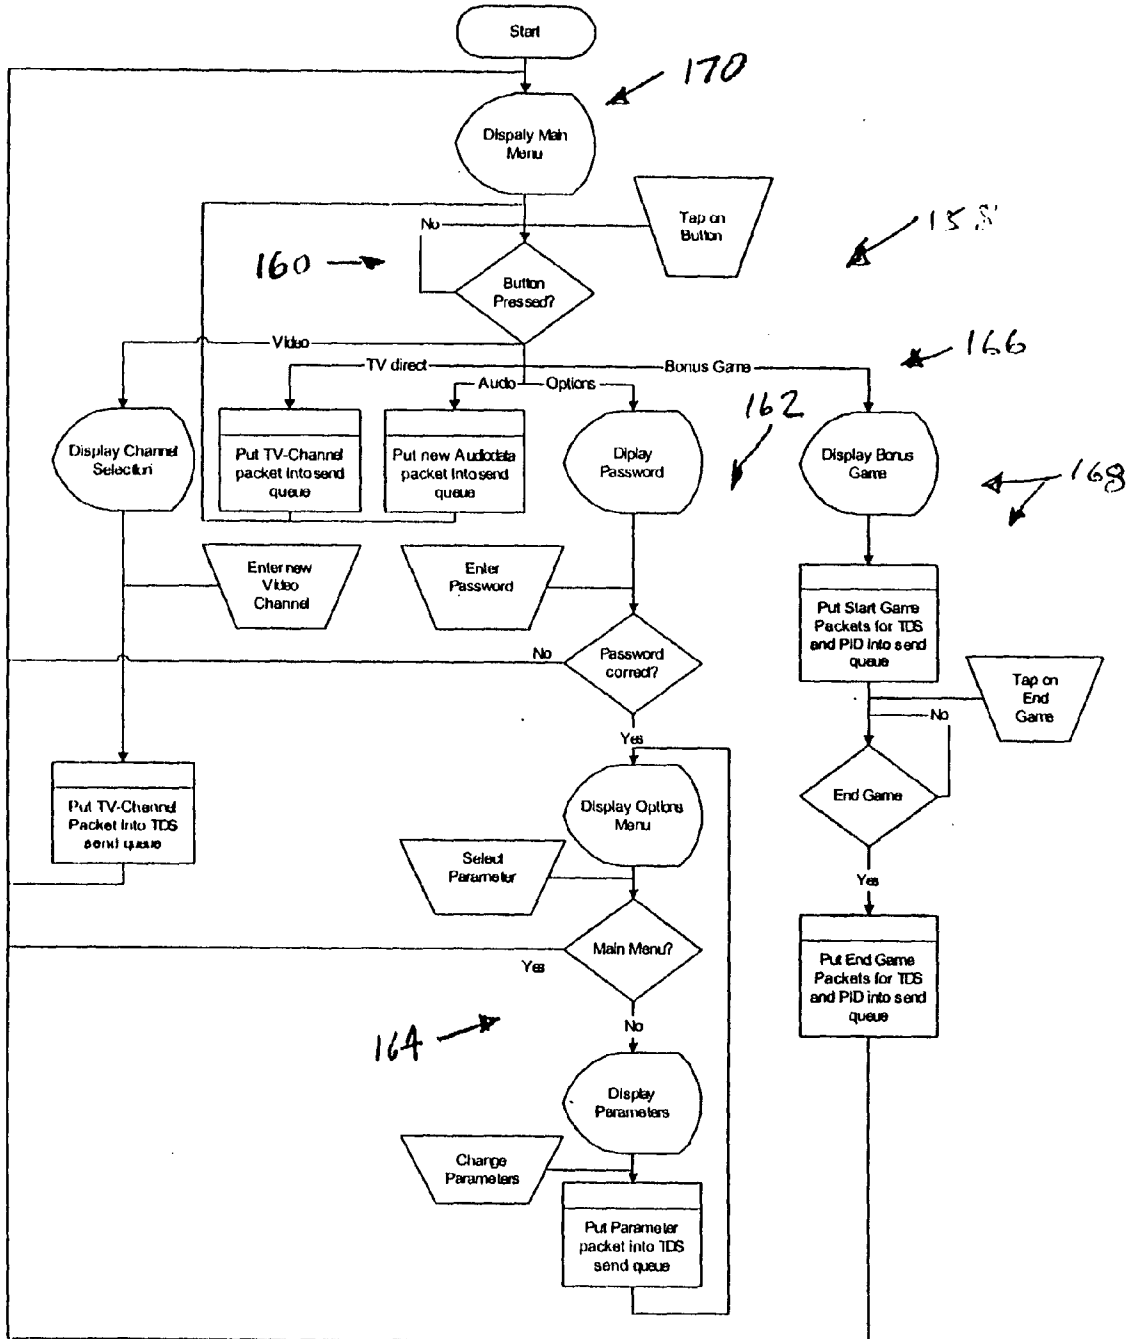 Start
170
Dispaly Main
Menu
Tap on
Button
No
158
160
Button
Pressed?
Video
166
TV direct
Bonus Game
Audio
Options
162
Display Channel
Selection
Put TV-Channel
packet into send
queue
Put new Audiodata
packet into send
queue
Diplay
Password
Display Bonus
Game
168
Enter new
Video
Channel
Enter
Password
Put Start Game
Packets for TDS
and PID into send
queue
No
Password
correct?
Tap on
End
Game
No
Yes
Put TV-Channel
Packet into TDS
send queue
Display Options
Menu
End Game
Select
Parameter
Yes
Main Menu?
Yes
Put End Game
Packets for TDS
and PID into send
queue
164
No
Display
Parameters
Change
Parameters
Put Parameter
packet into TDS
send queue